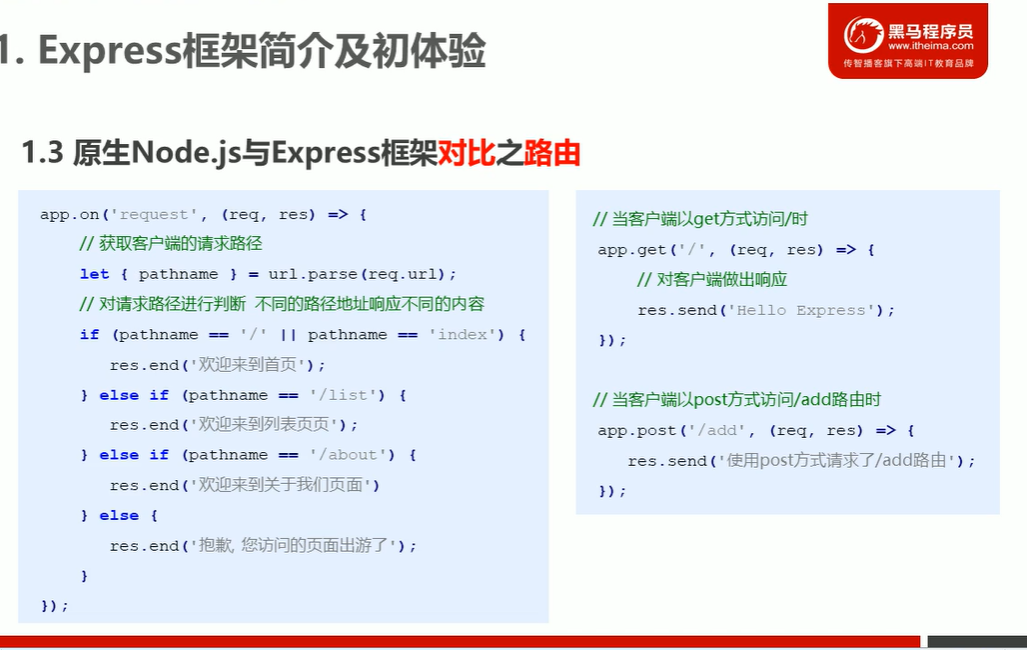 1. Express框架简介及初体验
黑马程序员
www.itheima.com
传智播客旗下高端IT教育品牌
1.3 原生Node.js与Express框架对比之路由
app.on('request', (req, res) => {
// 获取客户端的请求路径
let { pathname } = url.parse(req.url);
// 对请求路径进行判断 不同的路径地址响应不同的内容
if (pathname == '/' || pathname == 'index') {
res.end('欢迎来到首页');
} else if (pathname == '/list') {
res.end('欢迎来到列表页页');
} else if (pathname == '/about') {
res.end('欢迎来到关于我们页面')
} else {
res.end('抱歉, 您访问的页面出游了');
}
});
// 当客户端以get方式访问/时
app.get('/', (req, res) => {
// 对客户端做出响应
res.send('Hello Express');
});
// 当客户端以post方式访问/add路由时
app.post('/add', (req, res) => {
res.send('使用post方式请求了/add路由');
});